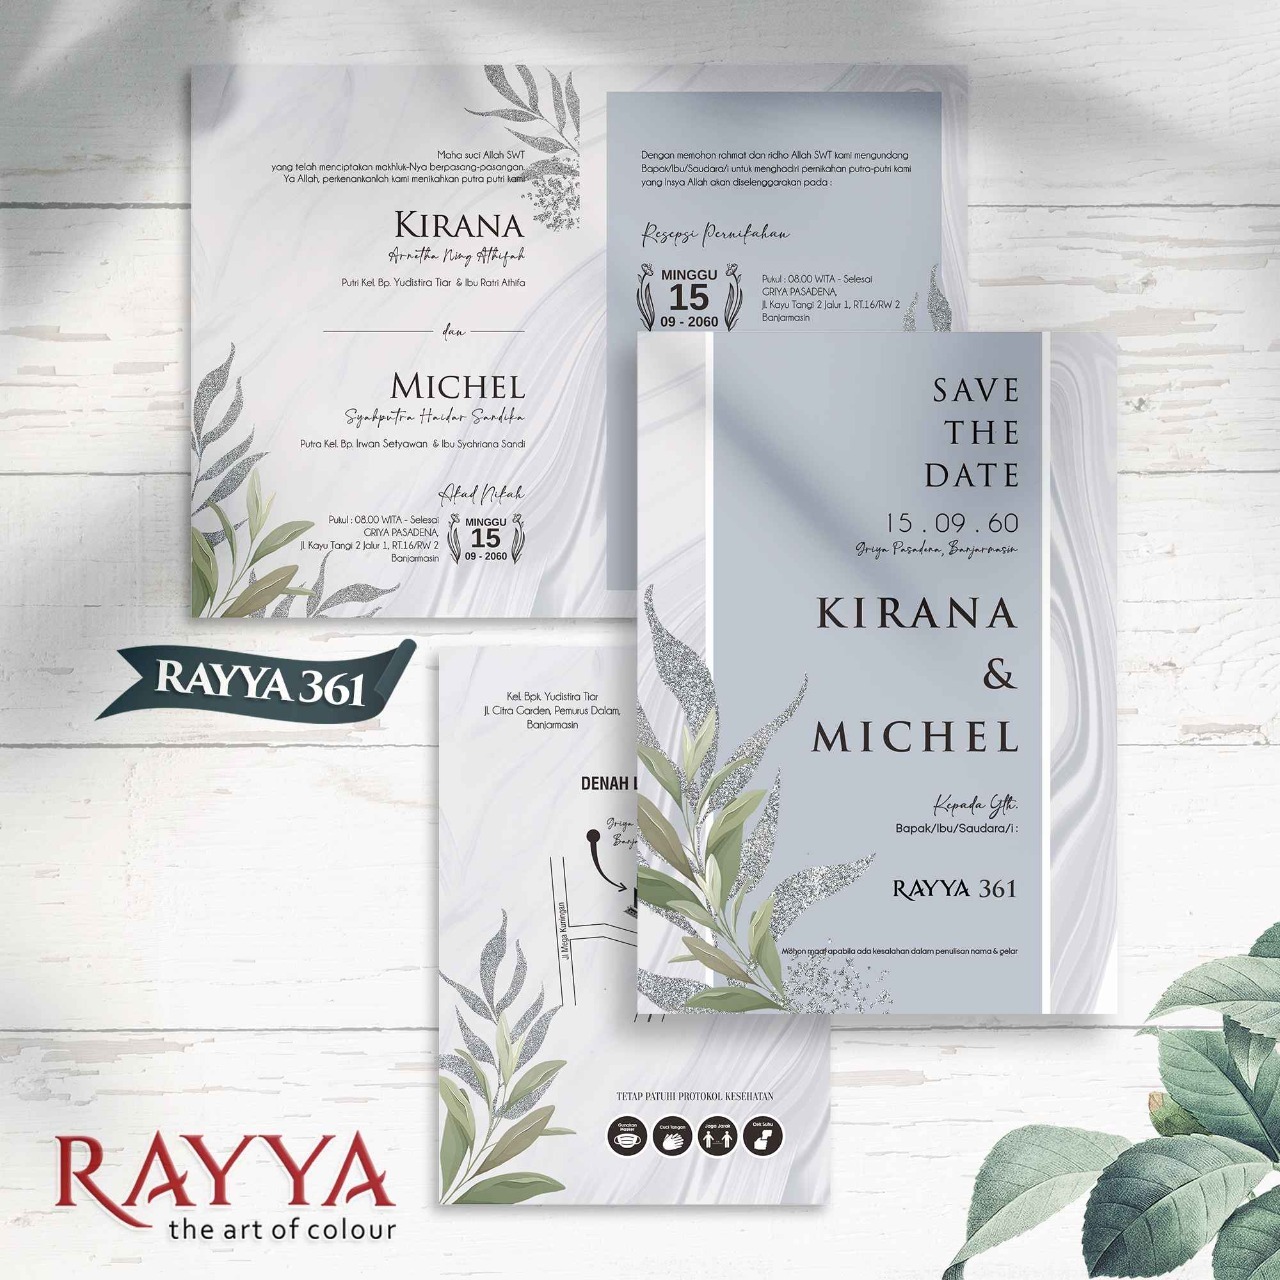 Maha suci Allah SWT
yang telah menciptakan makhluk-Nya berpasang-pasangan.
Ya Allah, perkenankanlah kami menikahkan putra putri kami
KIRANA
Arnetha Ning Athifah
Putri Kel. Bp. Yudistira Tiar & Ibu Ratri Athifa
dan
MICHEL
Syahputra Haidar Sandika
Putra Kel. Bp. Irwan Setyawan & Ibu Syahriana Sandi
Akad Nikah
Pukul : 08.00 WITA - Selesai
GRIYA PASADENA,
Jl. Kayu Tangi 2 Jalur 1, RT.16/RW 2
Banjarmasin
MINGGU
15
09 - 2060
Dengan memohon rahmat dan ridho Allah SWT kami mengundang
Bapak/Ibu/Saudara/i untuk menghadiri pernikahan putra-putri kami
yang Insya Allah akan diselenggarakan pada :
Resepsi Pernikahan
MINGGU
15
09 - 2060
Pukul : 08.00 WITA - Selesai
GRIYA PASADENA,
Jl. Kayu Tangi 2 Jalur 1, RT.16/RW 2
Banjarmasin
SAVE
THE
DATE
15 . 09 . 60
Griya Pasadena, Banjarmasin
KIRANA
&
MICHEL
Kepada Yth.
Bapak/Ibu/Saudara/i :
RAYYA 361
Mohon maaf apabila ada kesalahan dalam penulisan nama & gelar
RAYYA 361
Kel. Bpk. Yudistira Tiar
Jl. Citra Garden, Pemurus Dalam,
Banjarmasin
DENAH L
Griya
Banja
Jl Mega Kuningan
TETAP PATUHI PROTOKOL KESEHATAN
Gunakan Masker
Cuci Tangan
Jaga Jarak
Cek Suhu
RAYYA
the art of colour